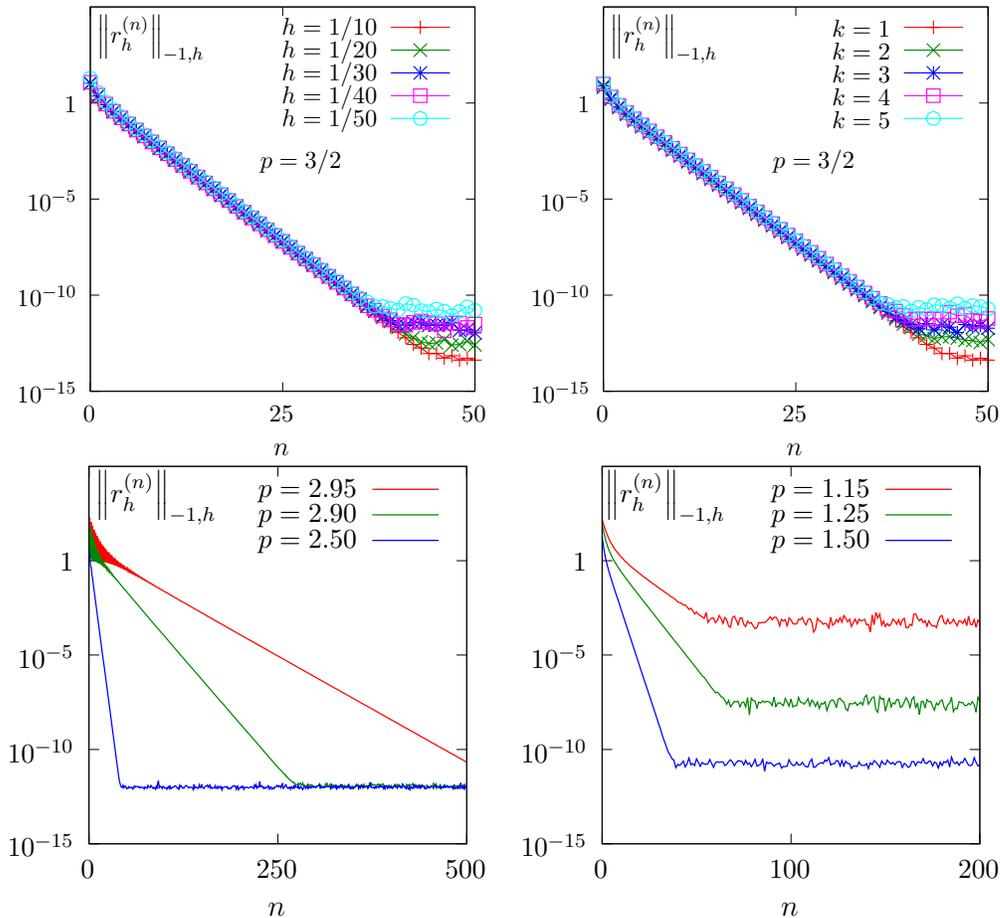 ‖r_h^{(n)}‖_{−1,h}
h = 1/10
h = 1/20
h = 1/30
h = 1/40
h = 1/50
p = 3/2
1
10^{−5}
10^{−10}
10^{−15}
0 25 50
n
‖r_h^{(n)}‖_{−1,h}
k = 1
k = 2
k = 3
k = 4
k = 5
p = 3/2
1
10^{−5}
10^{−10}
10^{−15}
0 25 50
n
‖r_h^{(n)}‖_{−1,h}
p = 2.95
p = 2.90
p = 2.50
1
10^{−5}
10^{−10}
10^{−15}
0 250 500
n
‖r_h^{(n)}‖_{−1,h}
p = 1.15
p = 1.25
p = 1.50
1
10^{−5}
10^{−10}
10^{−15}
0 100 200
n